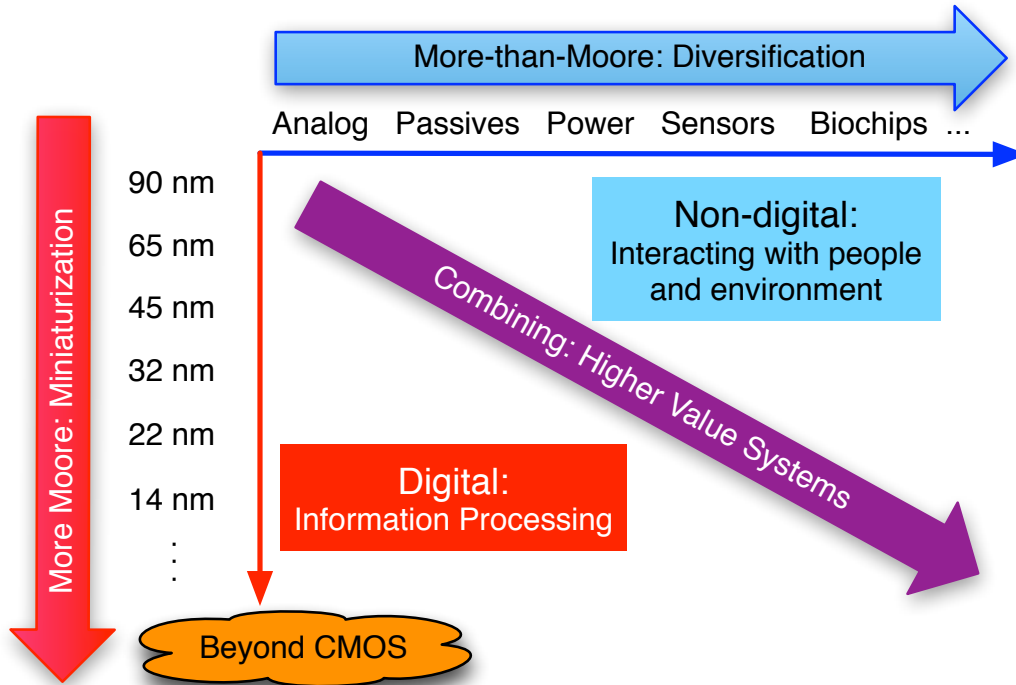 More-than-Moore: Diversification
Analog Passives Power Sensors Biochips ...
More Moore: Miniaturization
90 nm
65 nm
45 nm
32 nm
22 nm
14 nm
.
.
.
Non-digital:
Interacting with people
and environment
Combining: Higher Value Systems
Digital:
Information Processing
Beyond CMOS